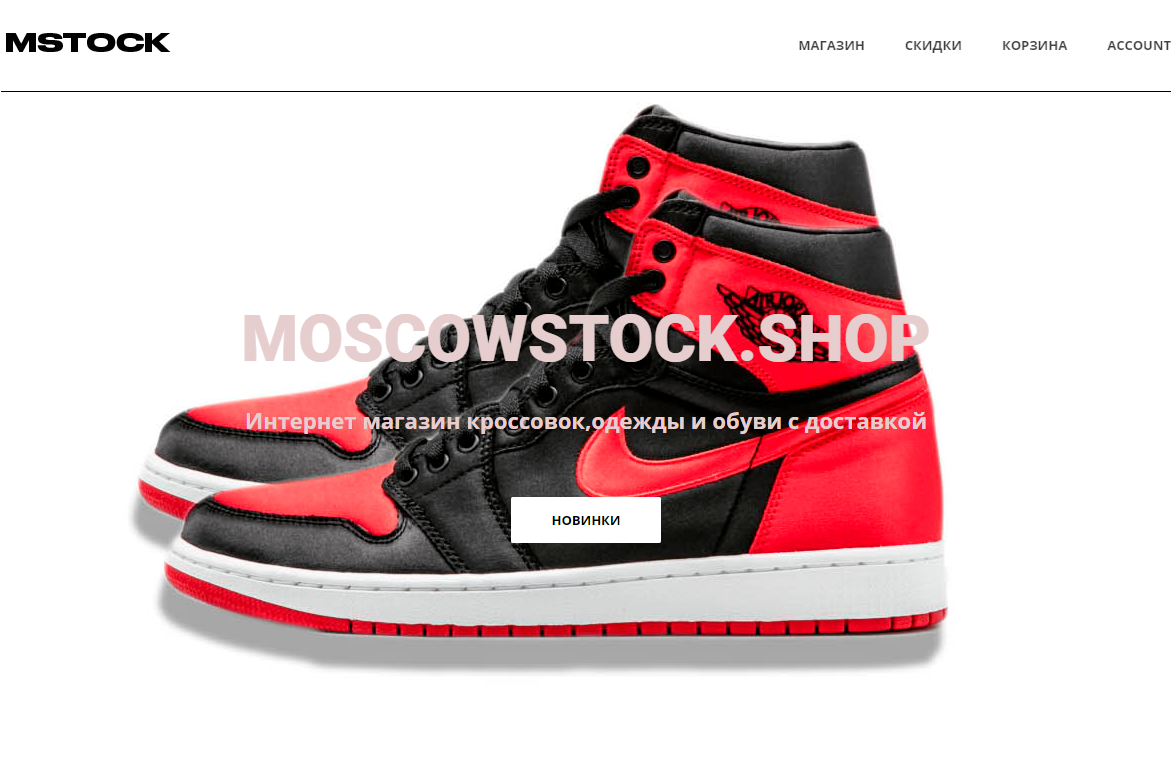 MSTOCK
МАГАЗИН СКИДКИ КОРЗИНА ACCOUNT
MOSCOWSTOCK.SHOP
Интернет магазин кроссовок,одежды и обуви с доставкой
НОВИНКИ